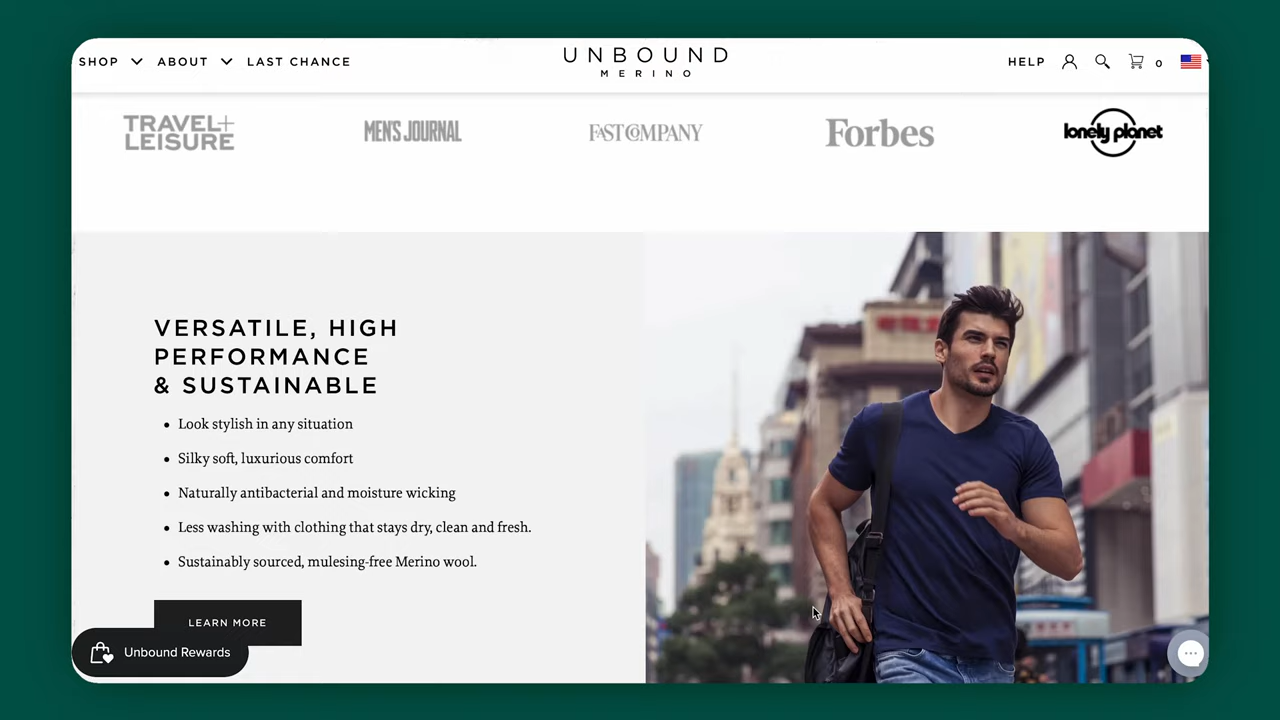 SHOP ABOUT LAST CHANCE
UNBOUND
MERINO
HELP 0
TRAVEL+
LEISURE
MEN'S JOURNAL
FAST COMPANY
Forbes
lonely planet
VERSATILE, HIGH
PERFORMANCE
& SUSTAINABLE
• Look stylish in any situation
• Silky soft, luxurious comfort
• Naturally antibacterial and moisture wicking
• Less washing with clothing that stays dry, clean and fresh.
• Sustainably sourced, mulesing-free Merino wool.
LEARN MORE
Unbound Rewards